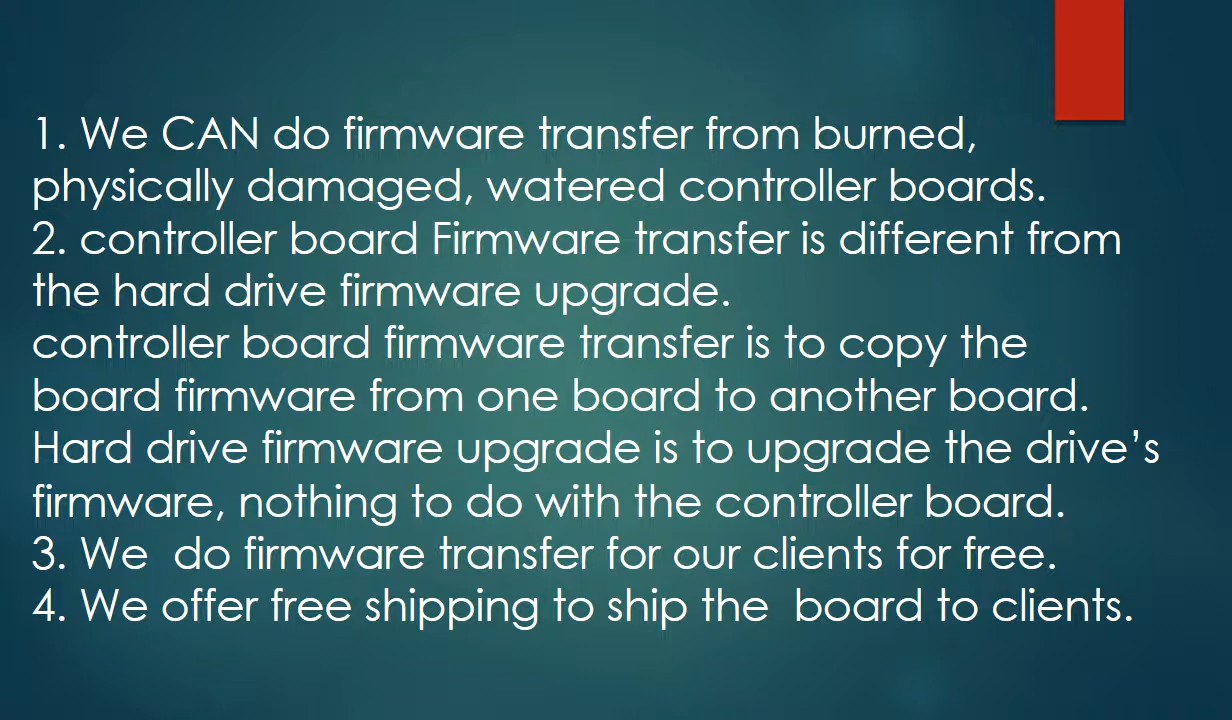 1. We CAN do firmware transfer from burned,
physically damaged, watered controller boards.
2. controller board Firmware transfer is different from
the hard drive firmware upgrade.
controller board firmware transfer is to copy the
board firmware from one board to another board.
Hard drive firmware upgrade is to upgrade the drive’s
firmware, nothing to do with the controller board.
3. We  do firmware transfer for our clients for free.
4. We offer free shipping to ship the  board to clients.